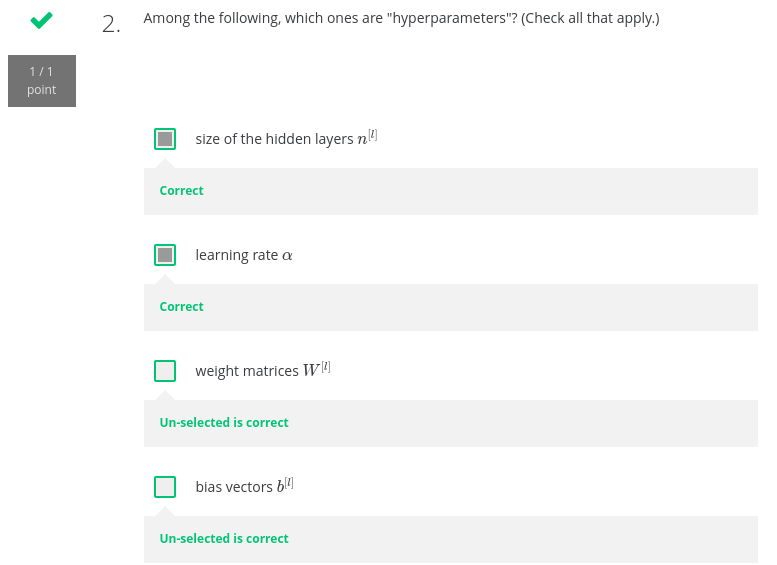 2. Among the following, which ones are "hyperparameters"? (Check all that apply.)
1 / 1
point
size of the hidden layers n^[l]
Correct
learning rate α
Correct
weight matrices W^[l]
Un-selected is correct
bias vectors b^[l]
Un-selected is correct